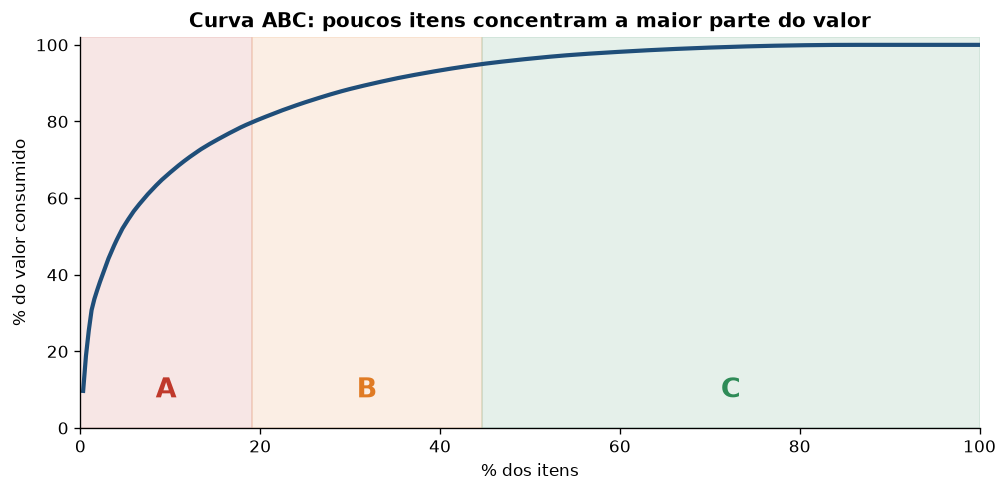 Curva ABC: poucos itens concentram a maior parte do valor
% do valor consumido
100
80
60
40
20
0
A
B
C
0 20 40 60 80 100
% dos itens